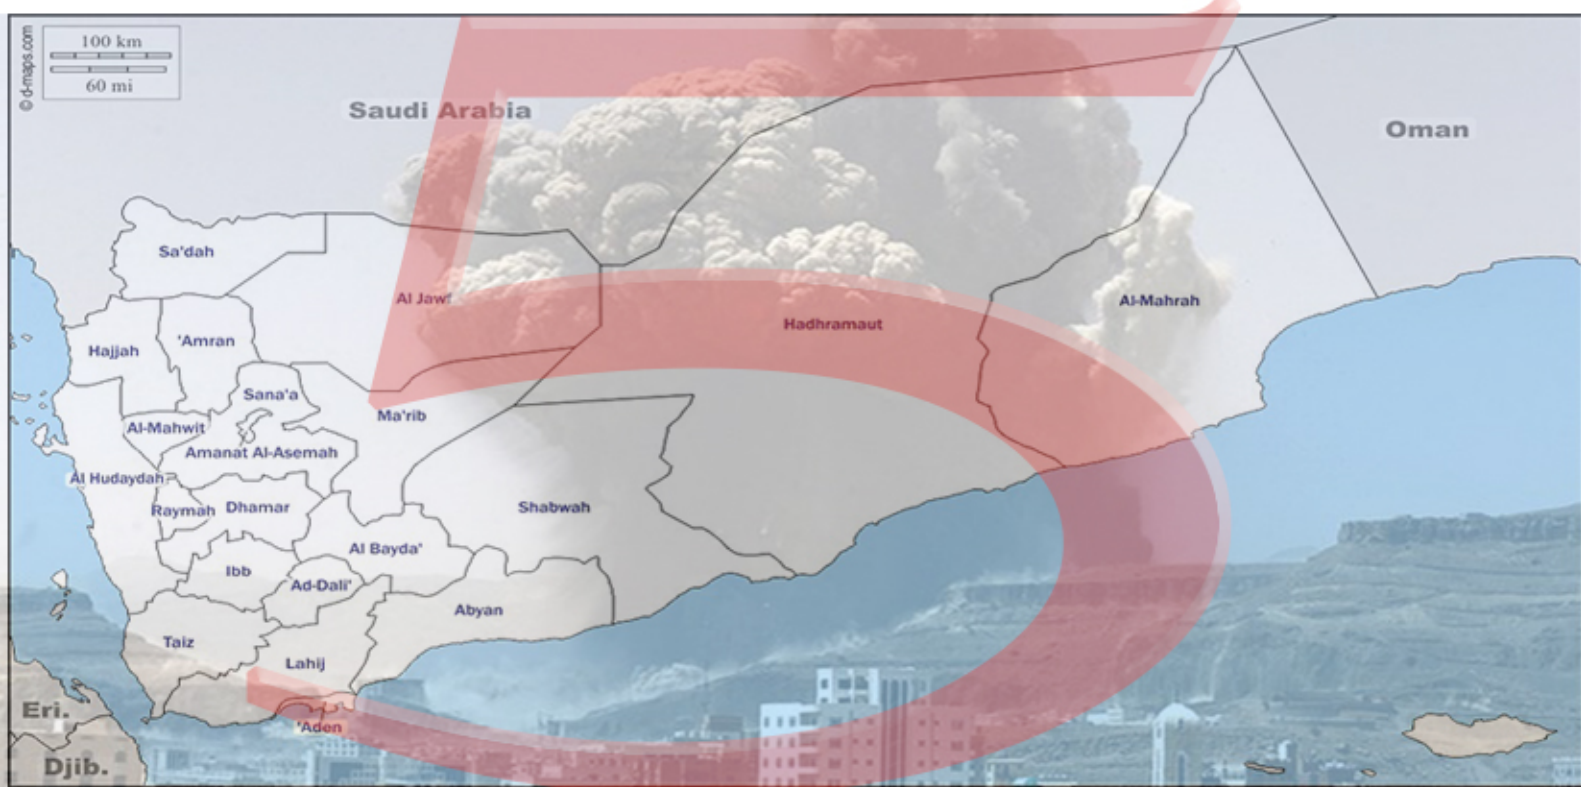 © d-maps.com
100 km
60 mi
5
Saudi Arabia
Oman
Sa'dah
Al Jawf
Hadhramaut
Al-Mahrah
Hajjah
'Amran
Sana'a
Ma'rib
Al-Mahwit
Amanat Al-Asemah
Al Hudaydah
Raymah
Dhamar
Shabwah
Al Bayda'
Ibb
Ad-Dali'
Abyan
Taiz
Lahij
'Aden
Eri.
Djib.